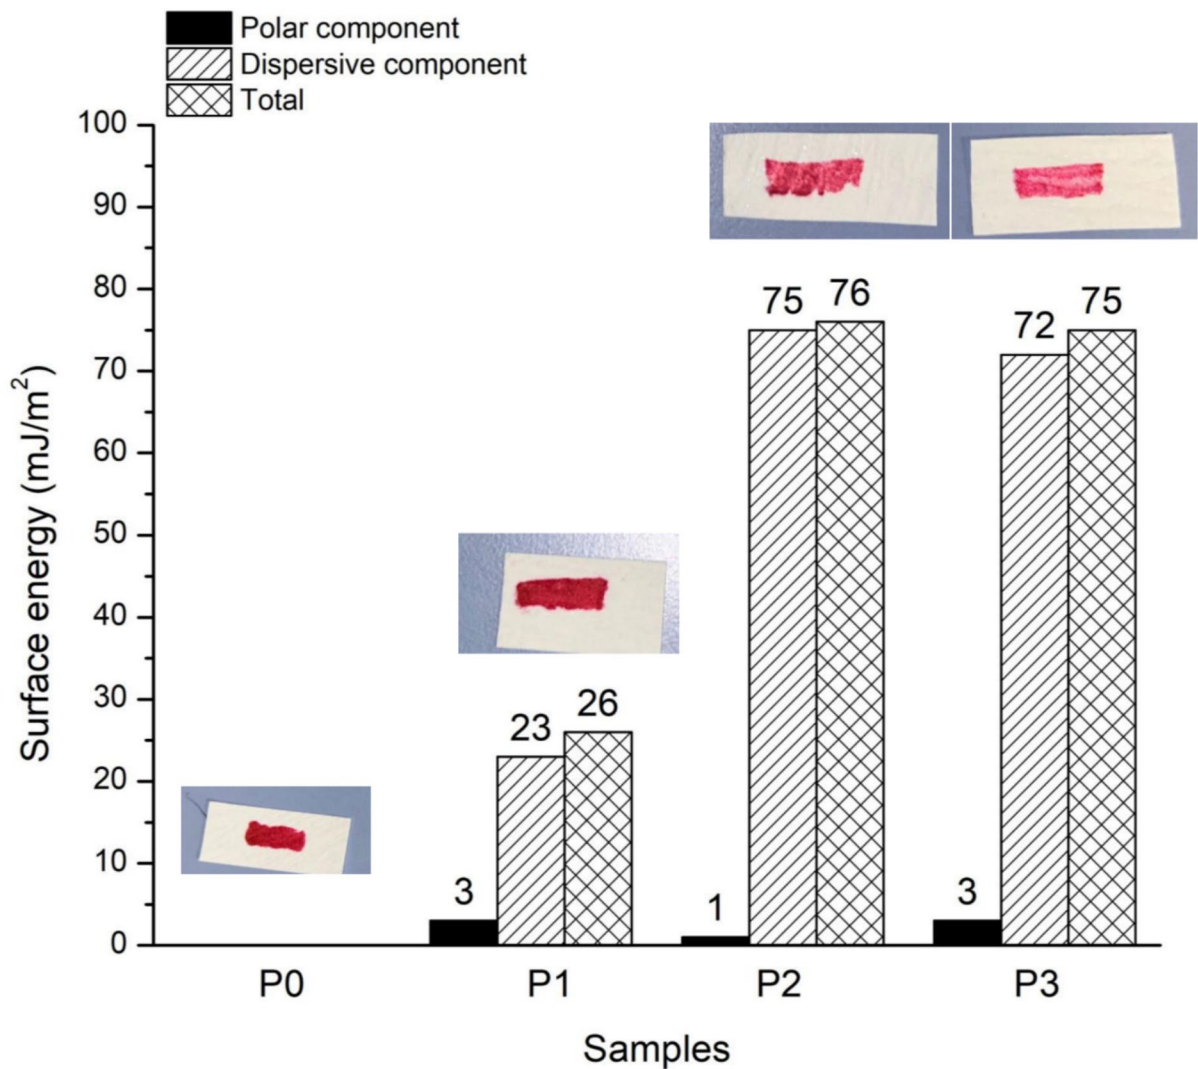 Polar component
Dispersive component
Total
100
90
80
70
60
50
40
30
20
10
0
Surface energy (mJ/m²)
3
23
26
1
75
76
3
72
75
P0
P1
P2
P3
Samples